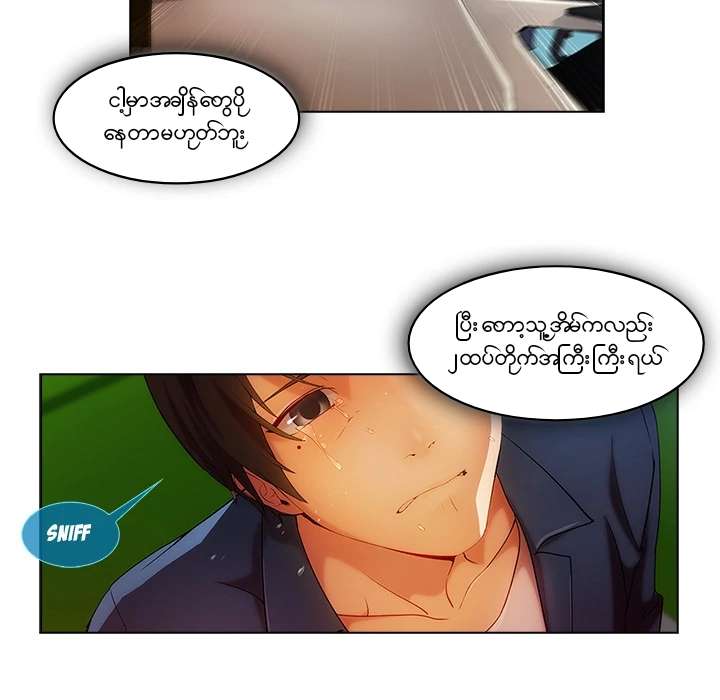 ငါ့မှာအချိန်တွေပို
နေတာမဟုတ်ဘူး
ပြီးတော့သူ့အိမ်ကလည်း
၂ထပ်တိုက်အကြီးကြီးရယ်
SNIFF